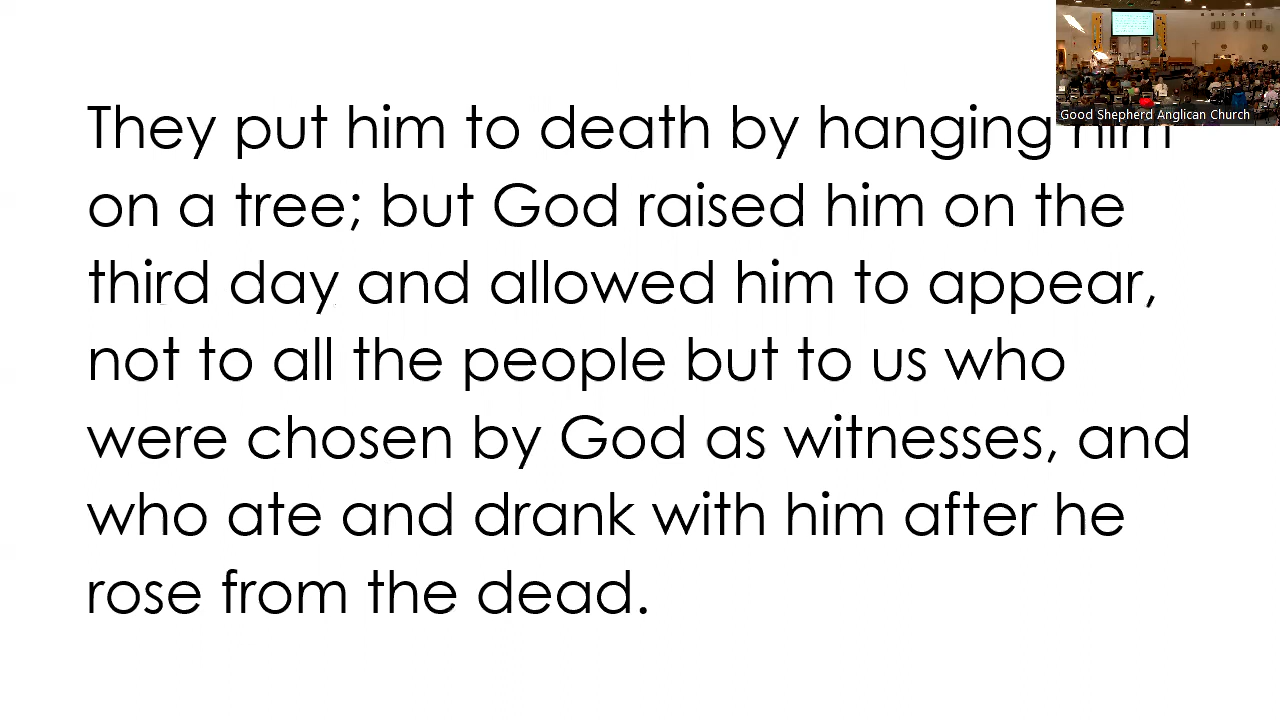 They put him to death by hanging him
on a tree; but God raised him on the
third day and allowed him to appear,
not to all the people but to us who
were chosen by God as witnesses, and
who ate and drank with him after he
rose from the dead.
Good Shepherd Anglican Church